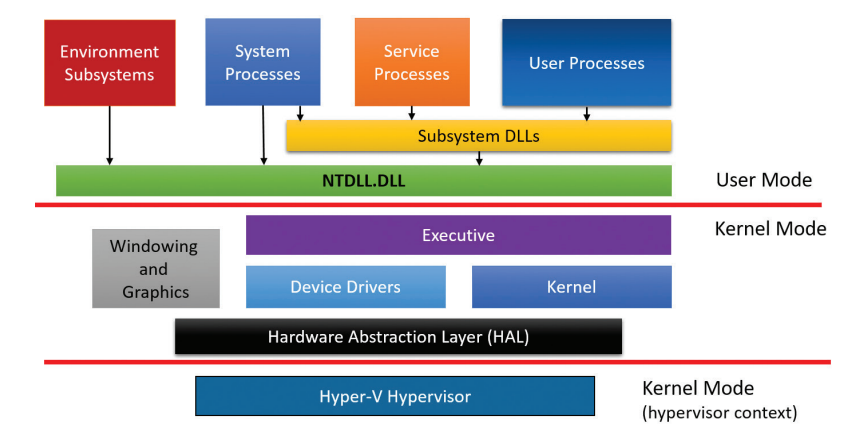 Environment
Subsystems
System
Processes
Service
Processes
User Processes
Subsystem DLLs
NTDLL.DLL
User Mode
Kernel Mode
Executive
Windowing
and
Graphics
Device Drivers
Kernel
Hardware Abstraction Layer (HAL)
Hyper-V Hypervisor
Kernel Mode
(hypervisor context)